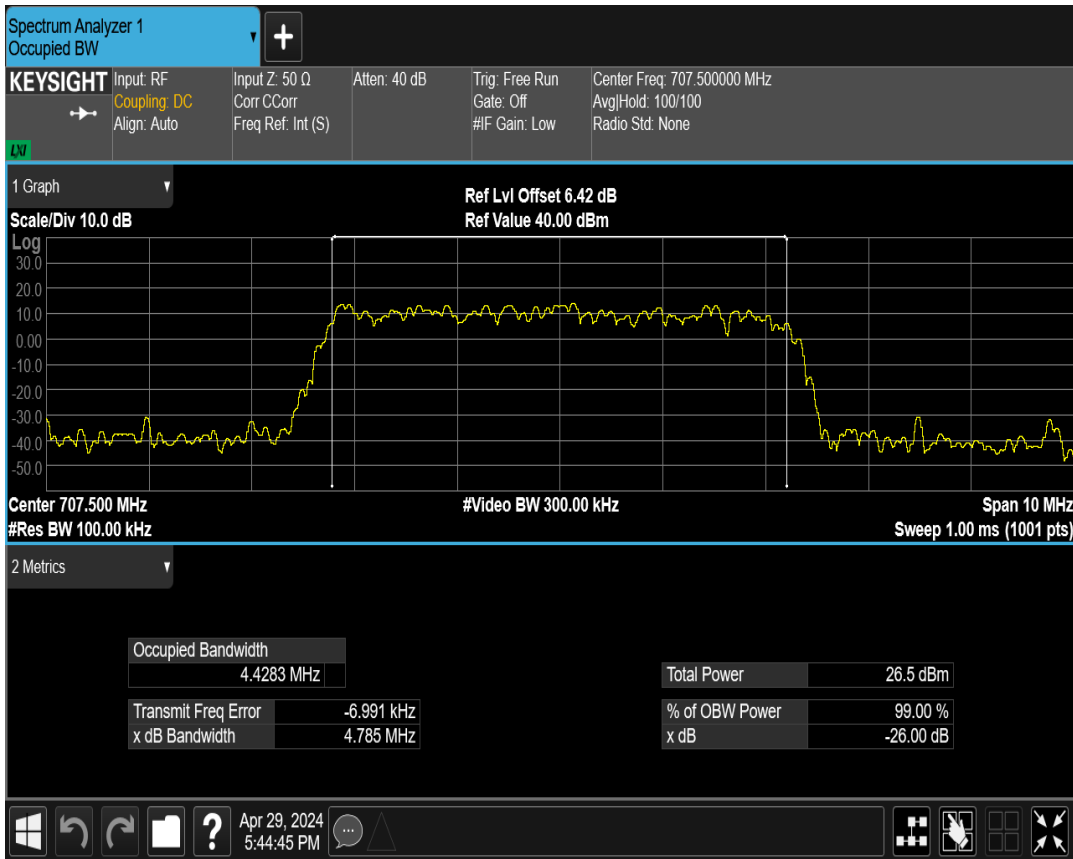 Spectrum Analyzer 1
Occupied BW
+
KEYSIGHT
LXI
Input: RF
Coupling: DC
Align: Auto
Input Z: 50 Ω
Corr CCorr
Freq Ref: Int (S)
Atten: 40 dB
Trig: Free Run
Gate: Off
#IF Gain: Low
Center Freq: 707.500000 MHz
Avg|Hold: 100/100
Radio Std: None
1 Graph
Scale/Div 10.0 dB
Ref Lvl Offset 6.42 dB
Ref Value 40.00 dBm
Log
30.0
20.0
10.0
0.00
-10.0
-20.0
-30.0
-40.0
-50.0
Center 707.500 MHz
#Video BW 300.00 kHz
Span 10 MHz
#Res BW 100.00 kHz
Sweep 1.00 ms (1001 pts)
2 Metrics
Occupied Bandwidth
4.4283 MHz
Total Power 26.5 dBm
Transmit Freq Error -6.991 kHz
% of OBW Power 99.00 %
x dB Bandwidth 4.785 MHz
x dB -26.00 dB
?
Apr 29, 2024
5:44:45 PM